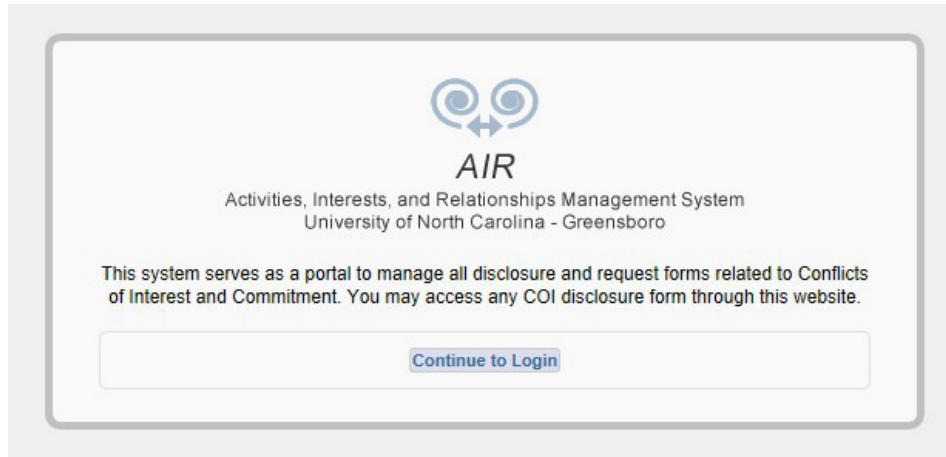 AIR
Activities, Interests, and Relationships Management System
University of North Carolina - Greensboro
This system serves as a portal to manage all disclosure and request forms related to Conflicts
of Interest and Commitment. You may access any COI disclosure form through this website.
Continue to Login